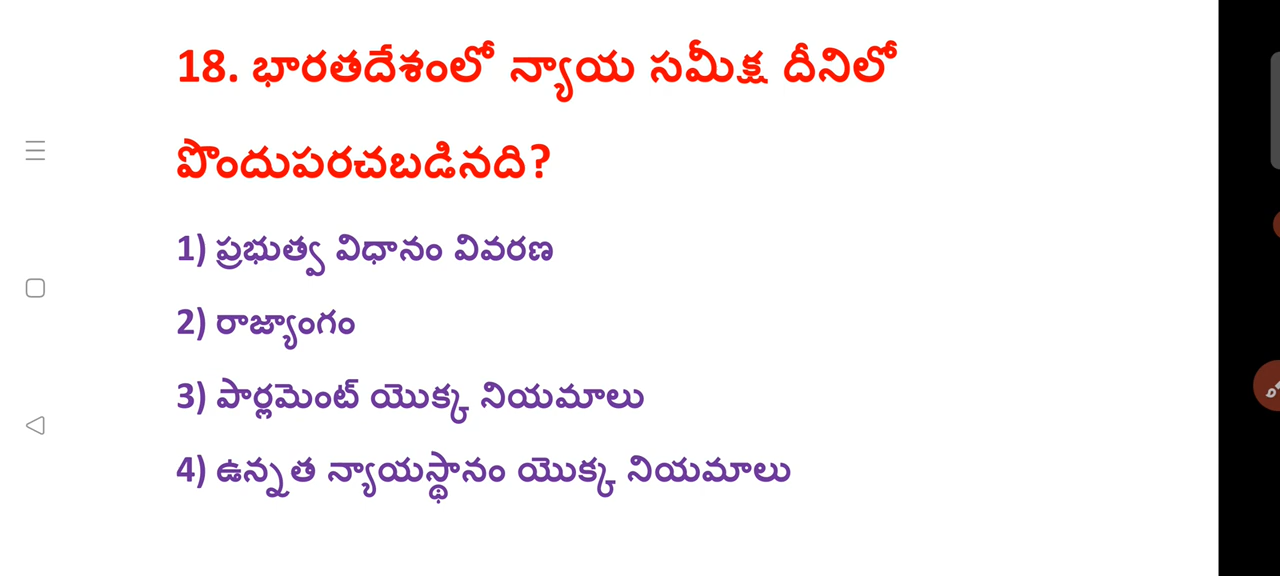 18. భారతదేశంలో న్యాయ సమీక్ష దీనిలో
పొందుపరచబడినది?
1) ప్రభుత్వ విధానం వివరణ
2) రాజ్యాంగం
3) పార్లమెంట్ యొక్క నియమాలు
4) ఉన్నత న్యాయస్థానం యొక్క నియమాలు